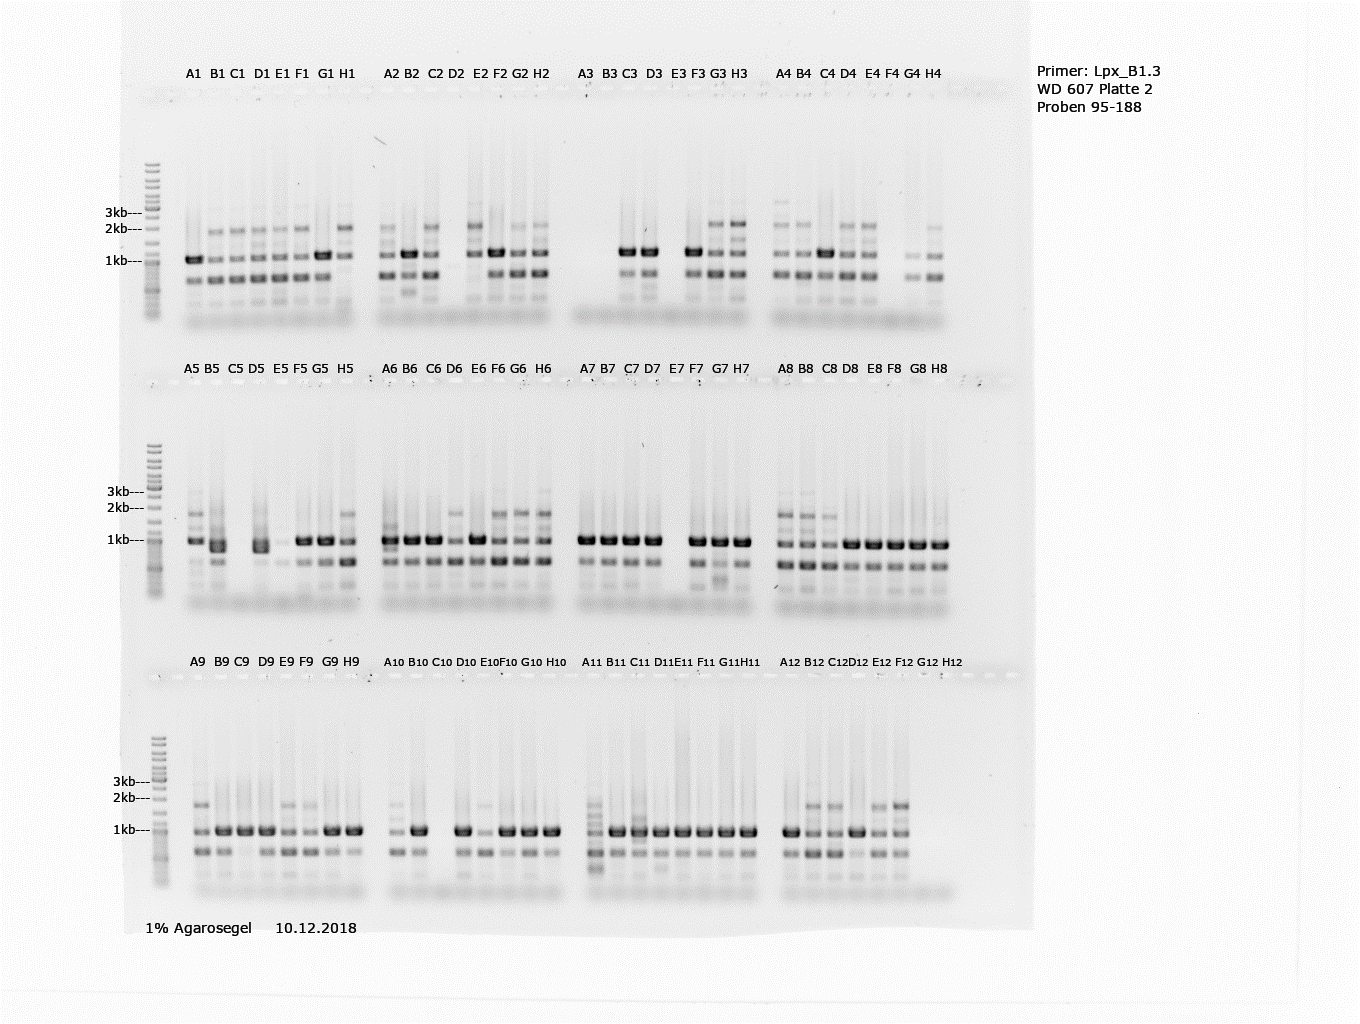 A1 B1 C1 D1 E1 F1 G1 H1 A2 B2 C2 D2 E2 F2 G2 H2 A3 B3 C3 D3 E3 F3 G3 H3 A4 B4 C4 D4 E4 F4 G4 H4
Primer: Lpx_B1.3
WD 607 Platte 2
Proben 95-188
3kb---
2kb---
1kb---
A5 B5 C5 D5 E5 F5 G5 H5 A6 B6 C6 D6 E6 F6 G6 H6 A7 B7 C7 D7 E7 F7 G7 H7 A8 B8 C8 D8 E8 F8 G8 H8
3kb---
2kb---
1kb---
A9 B9 C9 D9 E9 F9 G9 H9 A10 B10 C10 D10 E10F10 G10 H10 A11 B11 C11 D11E11 F11 G11H11 A12 B12 C12D12 E12 F12 G12 H12
3kb---
2kb---
1kb---
1% Agarosegel 10.12.2018